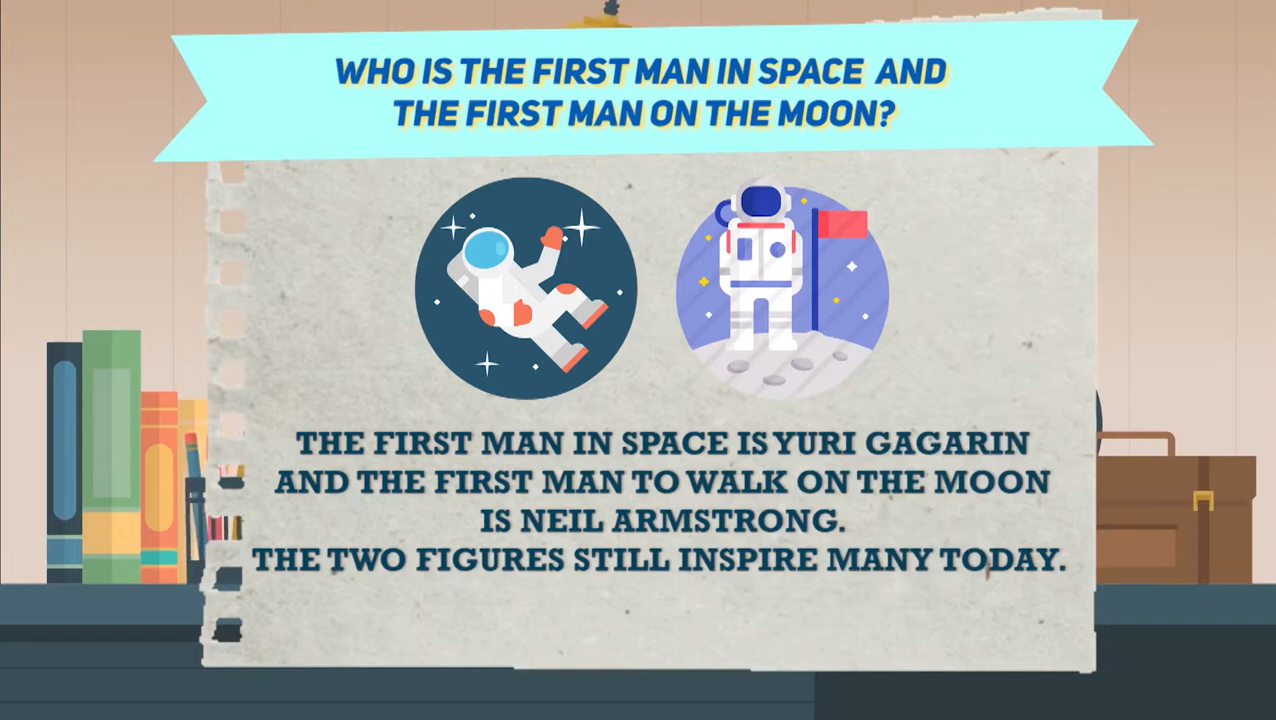 WHO IS THE FIRST MAN IN SPACE AND
THE FIRST MAN ON THE MOON?
THE FIRST MAN IN SPACE IS YURI GAGARIN
AND THE FIRST MAN TO WALK ON THE MOON
IS NEIL ARMSTRONG.
THE TWO FIGURES STILL INSPIRE MANY TODAY.